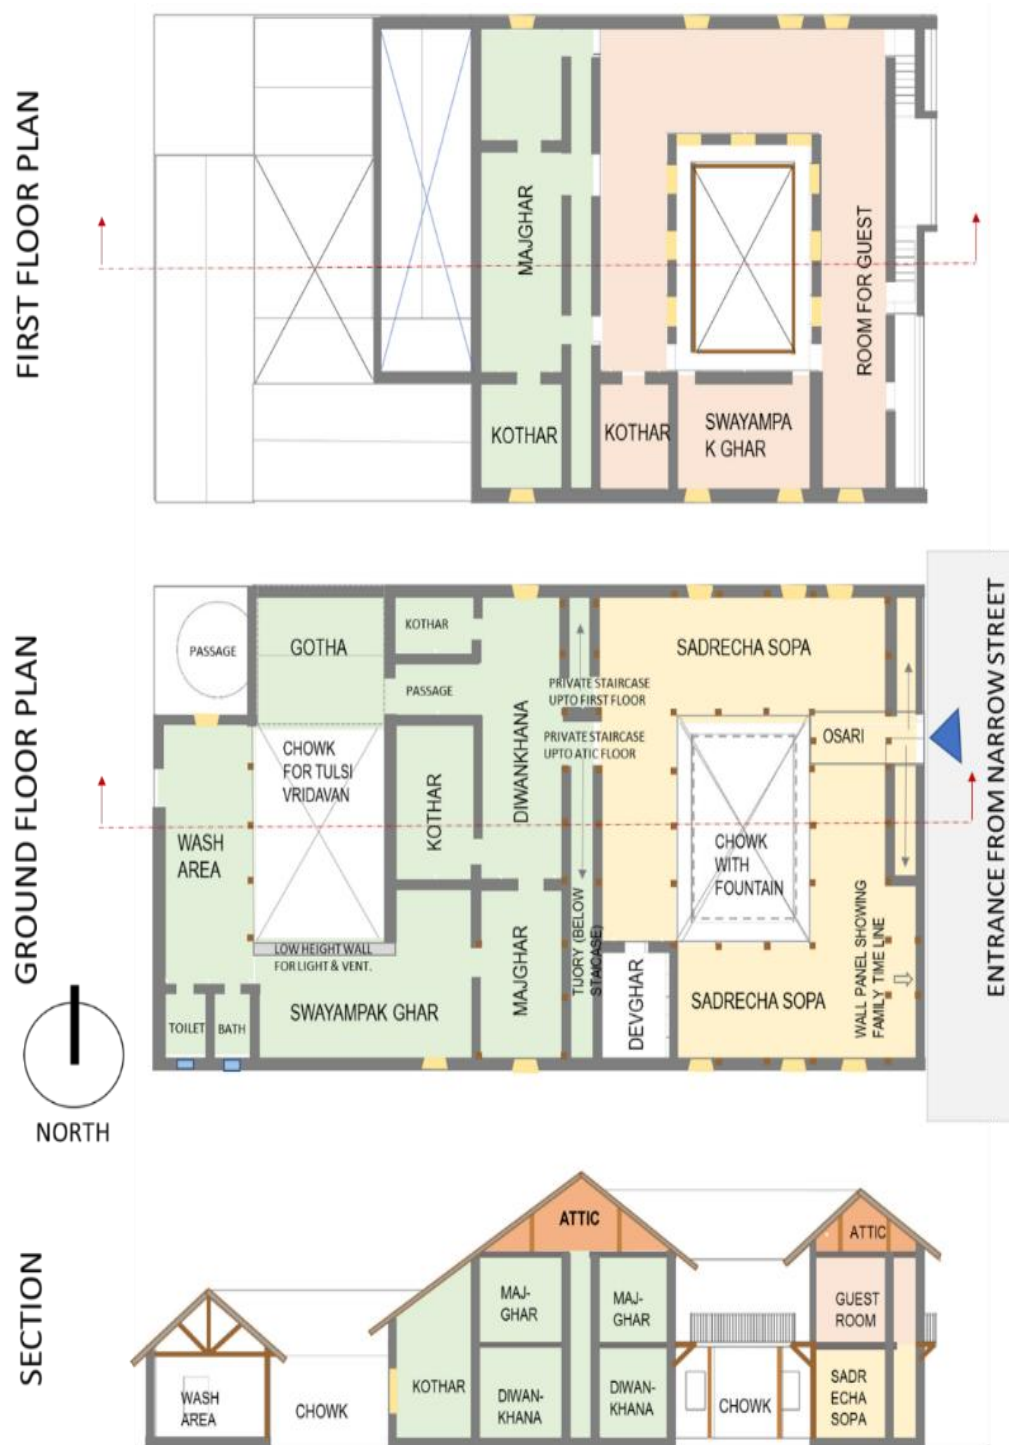 FIRST FLOOR PLAN
MAJGHAR
ROOM FOR GUEST
KOTHAR
KOTHAR
SWAYAMPA
K GHAR
GROUND FLOOR PLAN
PASSAGE
GOTHA
KOTHAR
PASSAGE
DIWANKHANA
PRIVATE STAIRCASE
UPTO FIRST FLOOR
PRIVATE STAIRCASE
UPTO ATIC FLOOR
SADRECHA SOPA
OSARI
ENTRANCE FROM NARROW STREET
CHOWK
FOR TULSI
VRIDAVAN
KOTHAR
WASH
AREA
CHOWK
WITH
FOUNTAIN
LOW HEIGHT WALL
FOR LIGHT & VENT.
MAJGHAR
TIJORY (BELOW
STAICASE)
DEVGHAR
SADRECHA SOPA
WALL PANEL SHOWING
FAMILY TIME LINE
TOILET
BATH
SWAYAMPAK GHAR
NORTH
SECTION
ATTIC
ATTIC
MAJ-
GHAR
MAJ-
GHAR
GUEST
ROOM
WASH
AREA
CHOWK
KOTHAR
DIWAN-
KHANA
DIWAN-
KHANA
CHOWK
SADR
ECHA
SOPA